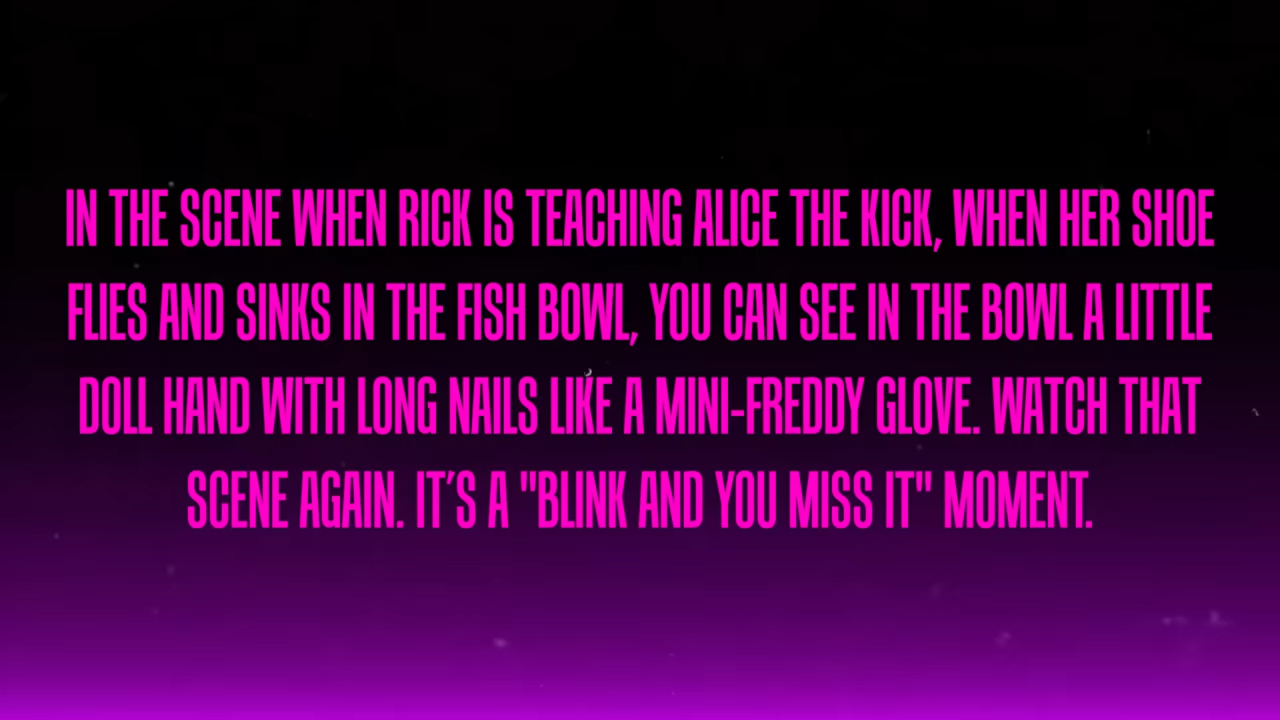 IN THE SCENE WHEN RICK IS TEACHING ALICE THE KICK, WHEN HER SHOE
FLIES AND SINKS IN THE FISH BOWL, YOU CAN SEE IN THE BOWL A LITTLE
DOLL HAND WITH LONG NAILS LIKE A MINI-FREDDY GLOVE. WATCH THAT
SCENE AGAIN. IT'S A "BLINK AND YOU MISS IT" MOMENT.